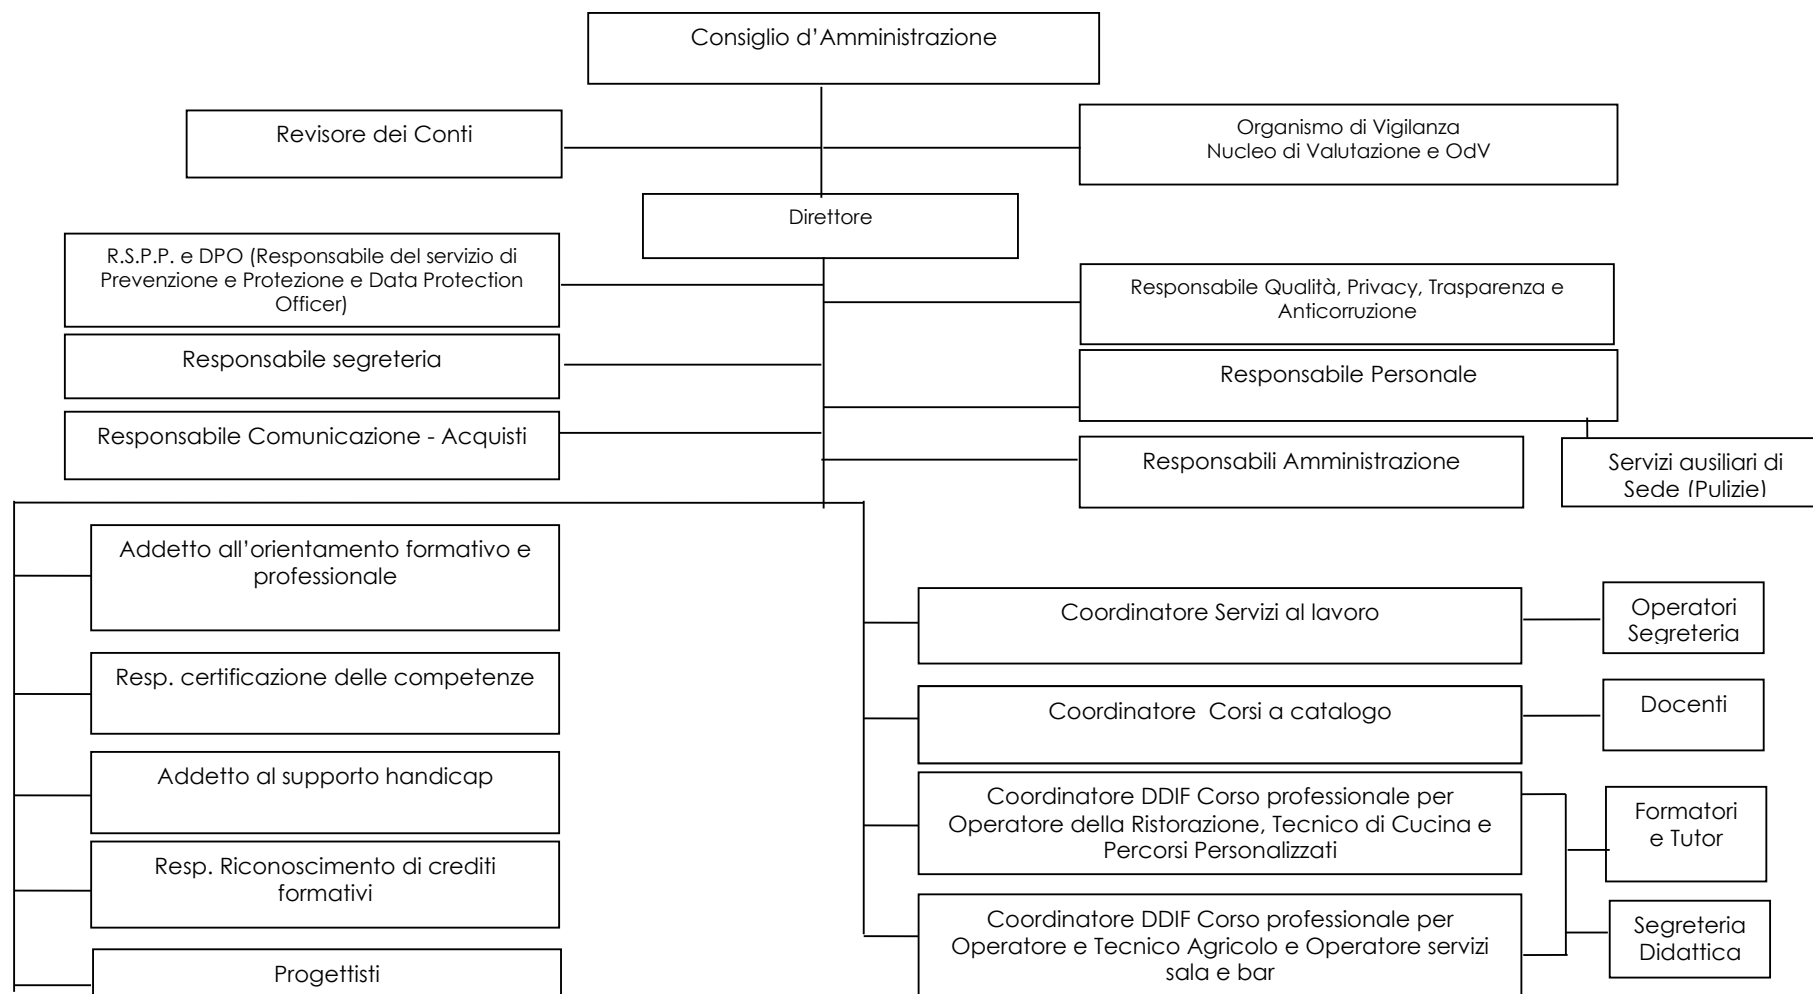 Consiglio d'Amministrazione
Revisore dei Conti
Organismo di Vigilanza
Nucleo di Valutazione e OdV
Direttore
R.S.P.P. e DPO (Responsabile del servizio di
Prevenzione e Protezione e Data Protection
Officer)
Responsabile Qualità, Privacy, Trasparenza e
Anticorruzione
Responsabile segreteria
Responsabile Personale
Responsabile Comunicazione - Acquisti
Responsabili Amministrazione
Servizi ausiliari di
Sede (Pulizie)
Addetto all'orientamento formativo e
professionale
Resp. certificazione delle competenze
Addetto al supporto handicap
Resp. Riconoscimento di crediti
formativi
Progettisti
Coordinatore Servizi al lavoro
Operatori
Segreteria
Coordinatore  Corsi a catalogo
Docenti
Coordinatore DDIF Corso professionale per
Operatore della Ristorazione, Tecnico di Cucina e
Percorsi Personalizzati
Formatori
e Tutor
Coordinatore DDIF Corso professionale per
Operatore e Tecnico Agricolo e Operatore servizi
sala e bar
Segreteria
Didattica